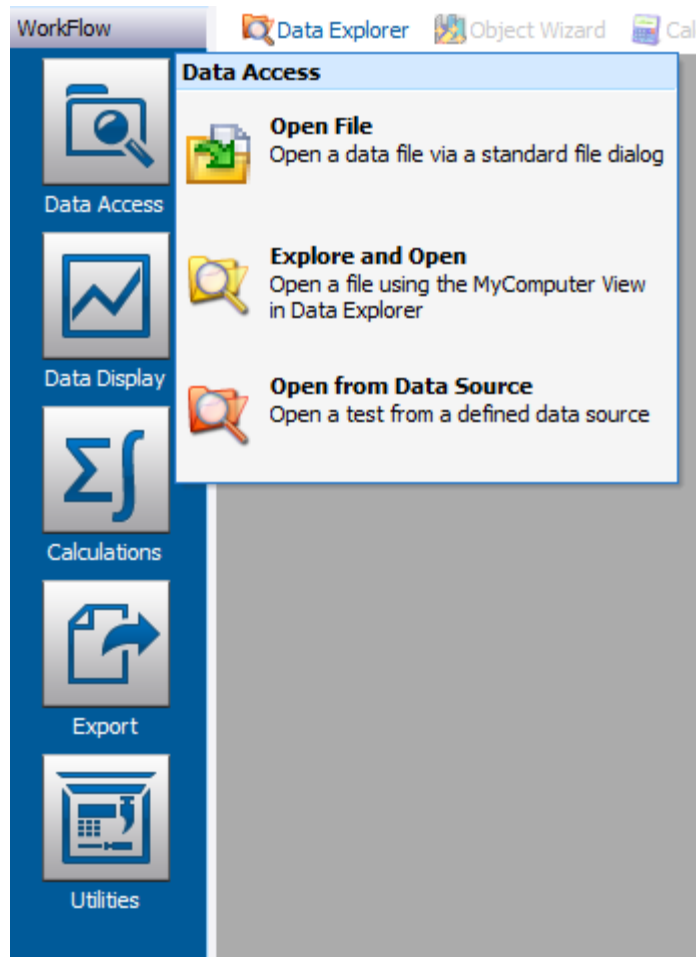 WorkFlow
Data Explorer
Object Wizard
Data Access
Open File
Open a data file via a standard file dialog
Data Access
Explore and Open
Open a file using the MyComputer View
in Data Explorer
Data Display
Open from Data Source
Open a test from a defined data source
Calculations
Export
Utilities